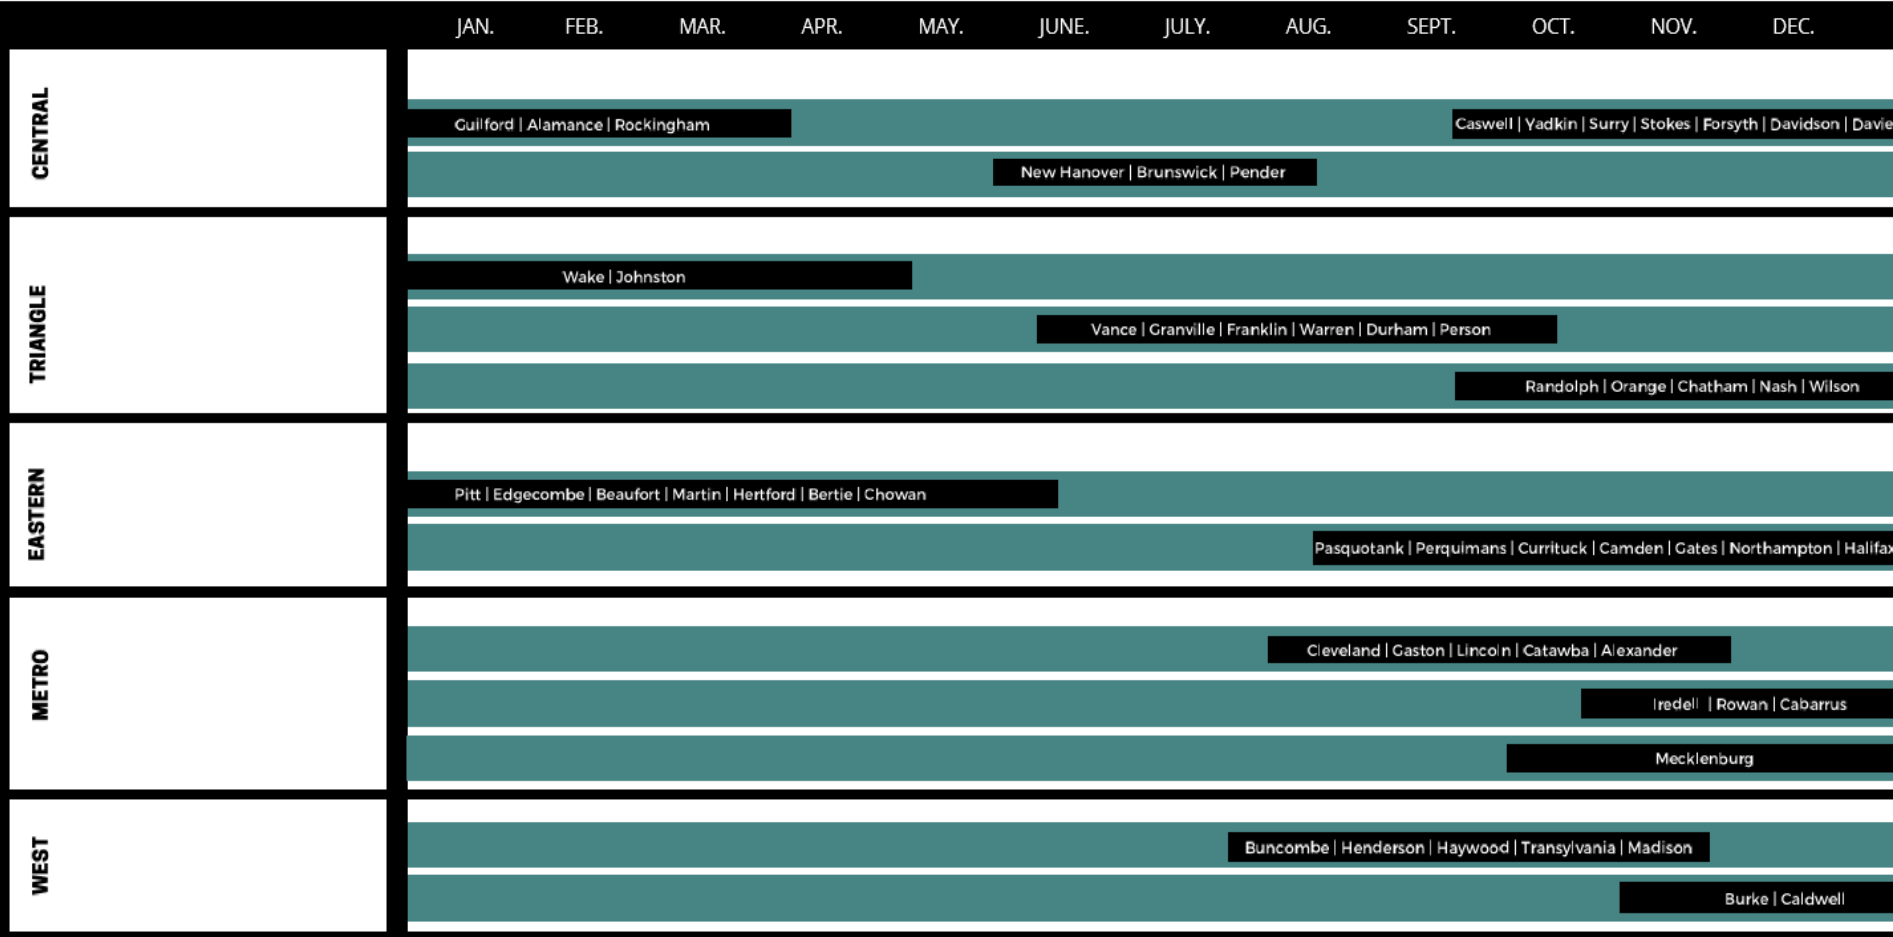 JAN. FEB. MAR. APR. MAY. JUNE. JULY. AUG. SEPT. OCT. NOV. DEC.
CENTRAL
Guilford | Alamance | Rockingham
Caswell | Yadkin | Surry | Stokes | Forsyth | Davidson | Davie
New Hanover | Brunswick | Pender
TRIANGLE
Wake | Johnston
Vance | Granville | Franklin | Warren | Durham | Person
Randolph | Orange | Chatham | Nash | Wilson
EASTERN
Pitt | Edgecombe | Beaufort | Martin | Hertford | Bertie | Chowan
Pasquotank | Perquimans | Currituck | Camden | Gates | Northampton | Halifax
METRO
Cleveland | Gaston | Lincoln | Catawba | Alexander
Iredell | Rowan | Cabarrus
Mecklenburg
WEST
Buncombe | Henderson | Haywood | Transylvania | Madison
Burke | Caldwell